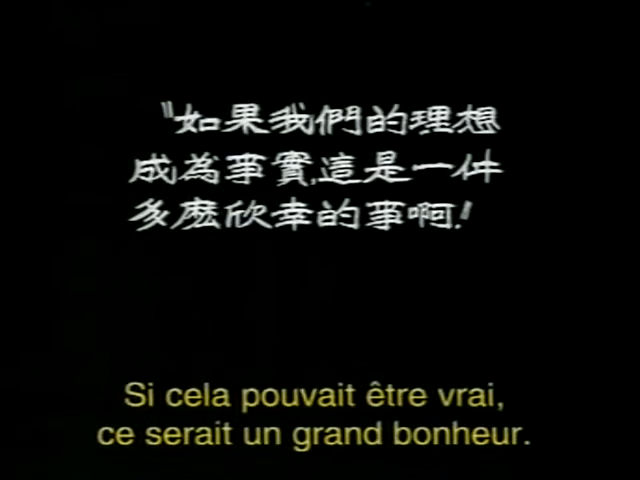 "如果我們的理想
成為事實,這是一件
多麽欣幸的事啊!"
Si cela pouvait être vrai,
ce serait un grand bonheur.